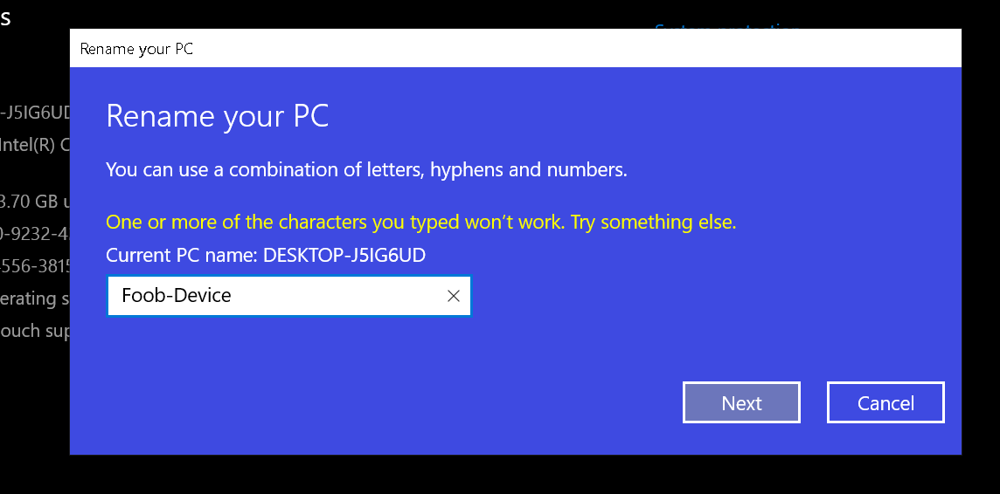 s
Rename your PC
Rename your PC
-J5IG6UD
Intel(R) C
You can use a combination of letters, hyphens and numbers.
3.70 GB u
One or more of the characters you typed won’t work. Try something else.
0-9232-4
Current PC name: DESKTOP-J5IG6UD
4556-3815
Foob-Device
erating s
ouch sup
Next
Cancel